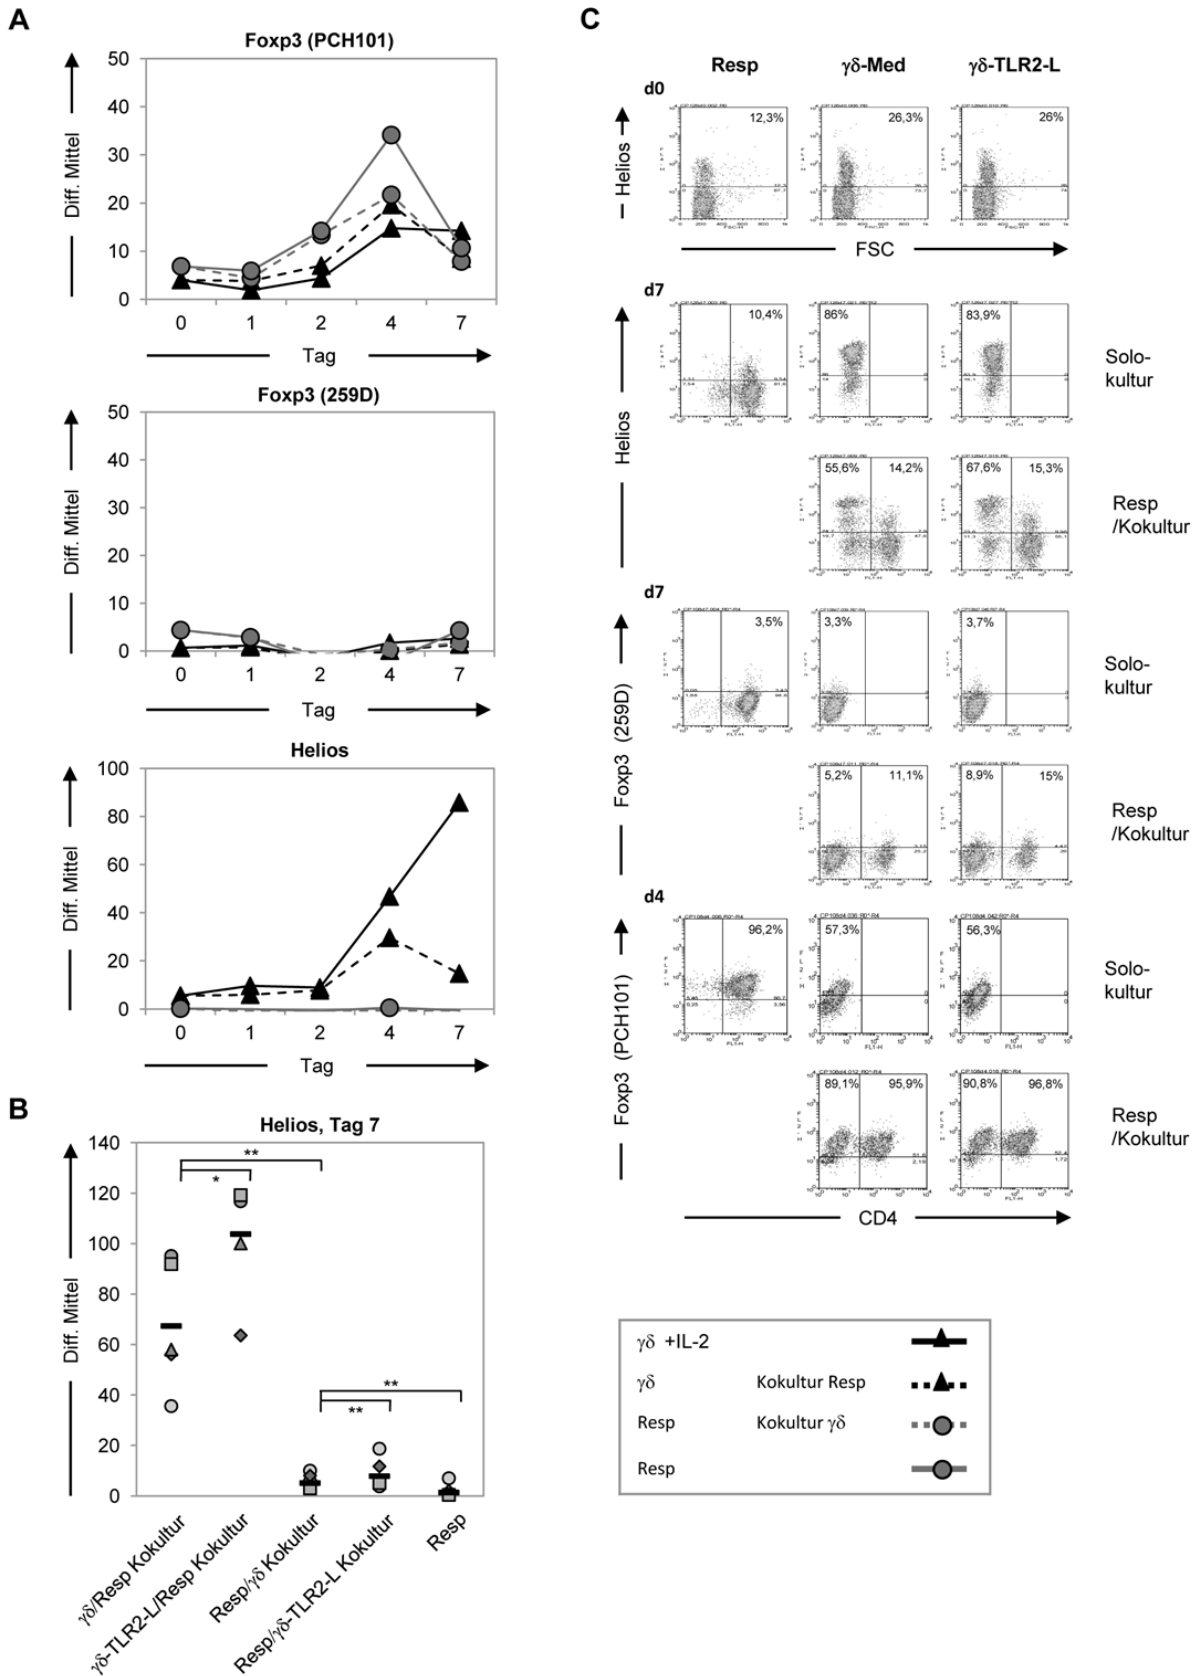 A
Foxp3 (PCH101)
50
40
30
20
10
0
Diff. Mittel
0 1 2 4 7
Tag
Foxp3 (259D)
50
40
30
20
10
0
Diff. Mittel
0 1 2 4 7
Tag
Helios
100
80
60
40
20
0
Diff. Mittel
0 1 2 4 7
Tag
B
Helios, Tag 7
140
120
100
80
60
40
20
0
Diff. Mittel
**
*
**
**
γδ/Resp Kokultur
γδ-TLR2-L/Resp Kokultur
Resp/γδ Kokultur
Resp/γδ-TLR2-L Kokultur
Resp
C
Resp γδ-Med γδ-TLR2-L
d0
Helios
12,3% 26,3% 26%
FSC
d7
Helios
10,4% 86% 83,9%
Solo-
kultur
55,6% 14,2% 67,6% 15,3%
Resp
/Kokultur
d7
Foxp3 (259D)
3,5% 3,3% 3,7%
Solo-
kultur
5,2% 11,1% 8,9% 15%
Resp
/Kokultur
d4
Foxp3 (PCH101)
96,2% 57,3% 56,3%
Solo-
kultur
89,1% 95,9% 90,8% 96,8%
Resp
/Kokultur
CD4
γδ +IL-2
γδ Kokultur Resp
Resp Kokultur γδ
Resp